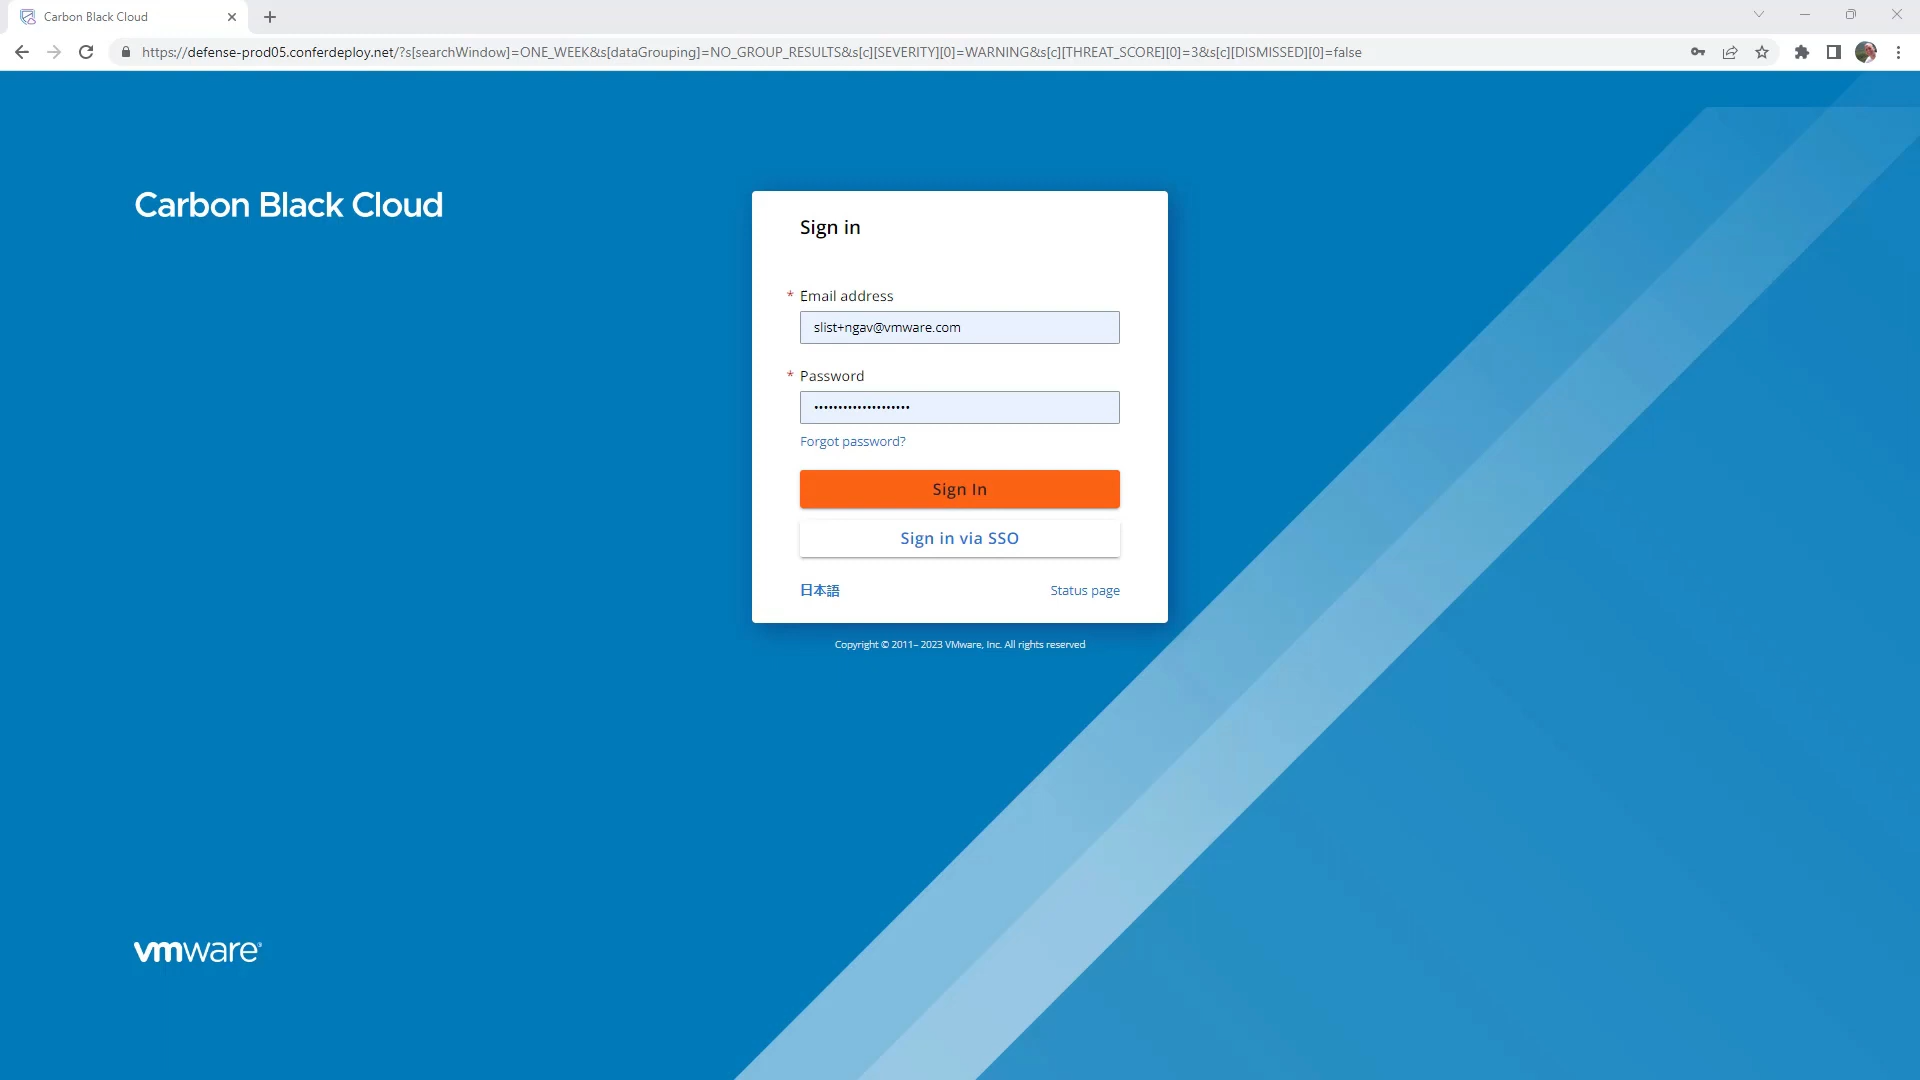 Carbon Black Cloud
https://defense-prod05.conferdeploy.net/?s[searchWindow]=ONE_WEEK&s[dataGrouping]=NO_GROUP_RESULTS&s[c][SEVERITY][0]=WARNING&s[c][THREAT_SCORE][0]=3&s[c][DISMISSED][0]=false
Carbon Black Cloud
Sign in
* Email address
slist+ngav@vmware.com
* Password
Forgot password?
Sign In
Sign in via SSO
日本語 Status page
Copyright © 2011– 2023 VMware, Inc. All rights reserved
vmware®